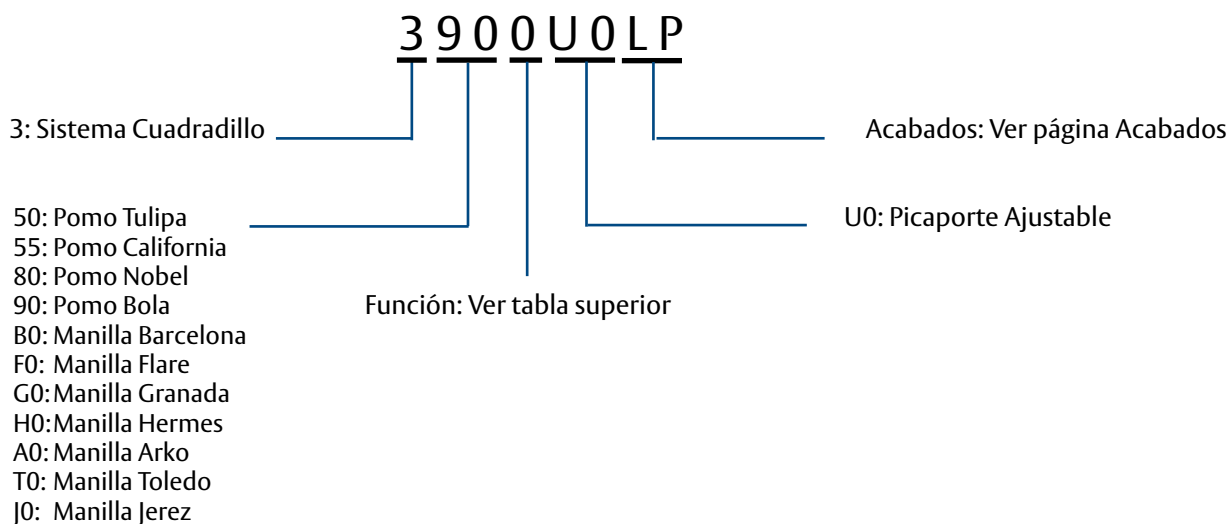 3900U0LP
3: Sistema Cuadradillo
Acabados: Ver página Acabados
50: Pomo Tulipa
55: Pomo California
80: Pomo Nobel
90: Pomo Bola
B0: Manilla Barcelona
F0: Manilla Flare
G0: Manilla Granada
H0: Manilla Hermes
A0: Manilla Arko
T0: Manilla Toledo
J0: Manilla Jerez
U0: Picaporte Ajustable
Función: Ver tabla superior